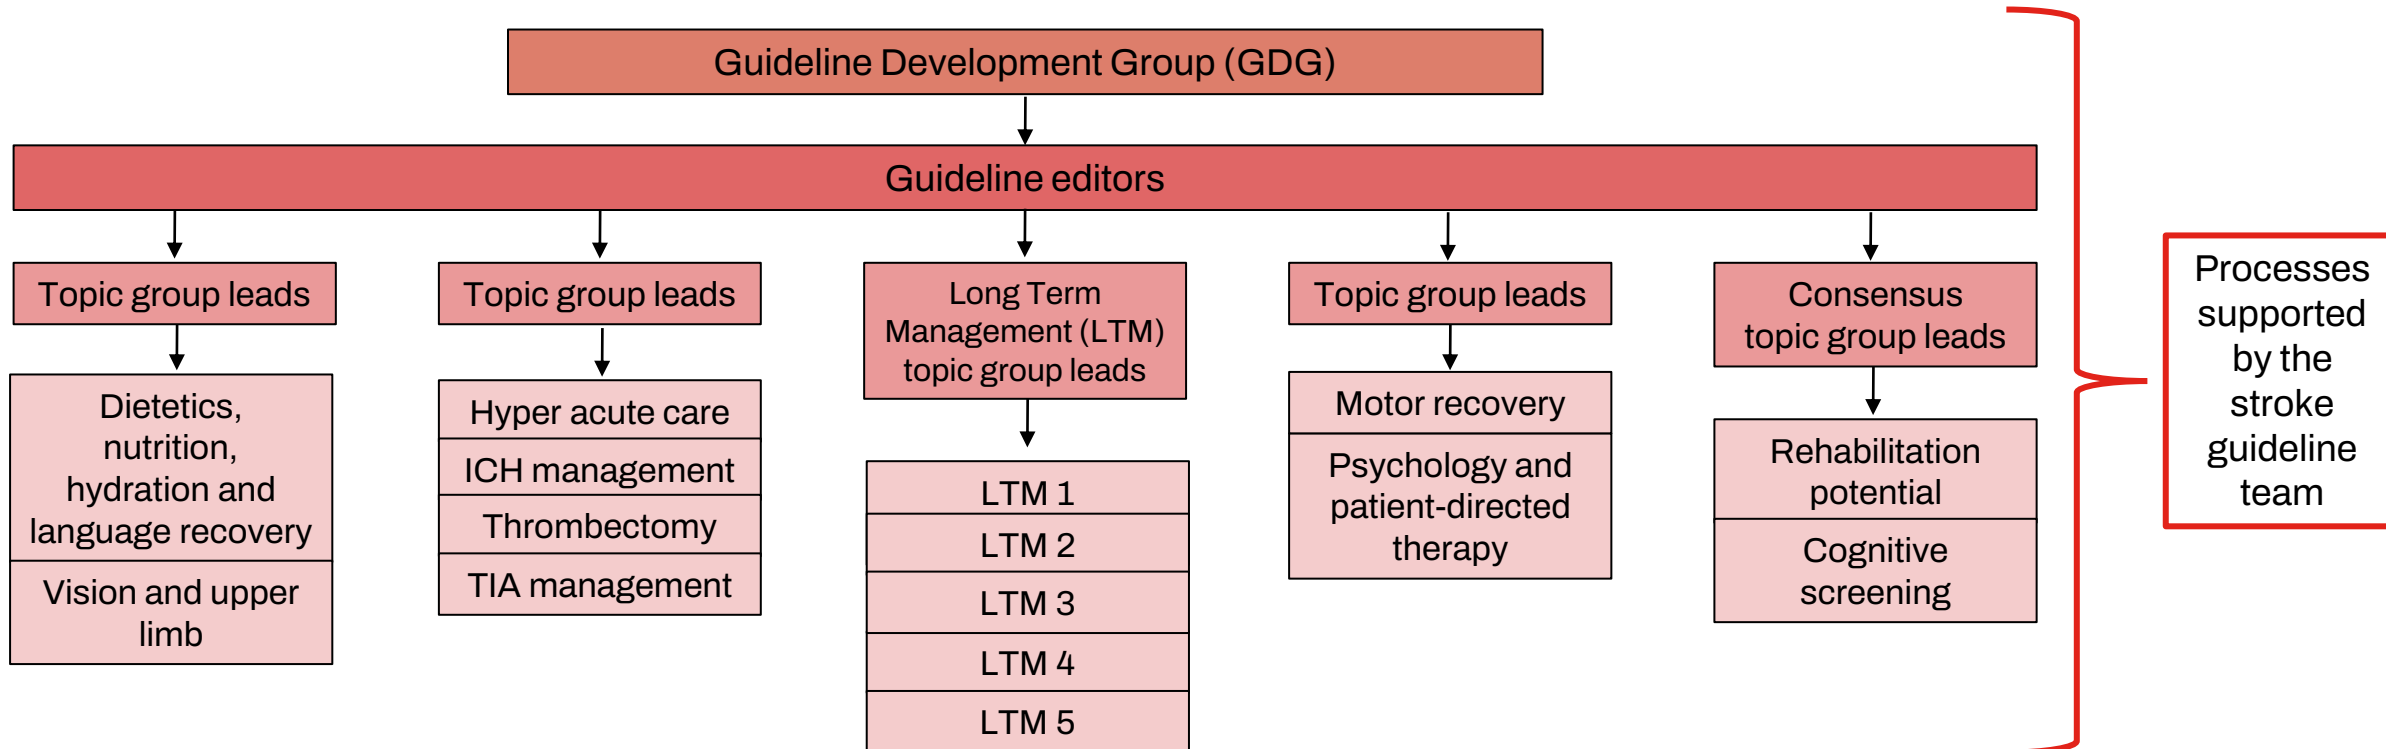 Guideline Development Group (GDG)
Guideline editors
Topic group leads
Dietetics,
nutrition,
hydration and
language recovery
Vision and upper
limb
Topic group leads
Hyper acute care
ICH management
Thrombectomy
TIA management
Long Term
Management (LTM)
topic group leads
LTM 1
LTM 2
LTM 3
LTM 4
LTM 5
Topic group leads
Motor recovery
Psychology and
patient-directed
therapy
Consensus
topic group leads
Rehabilitation
potential
Cognitive
screening
Processes
supported
by the
stroke
guideline
team